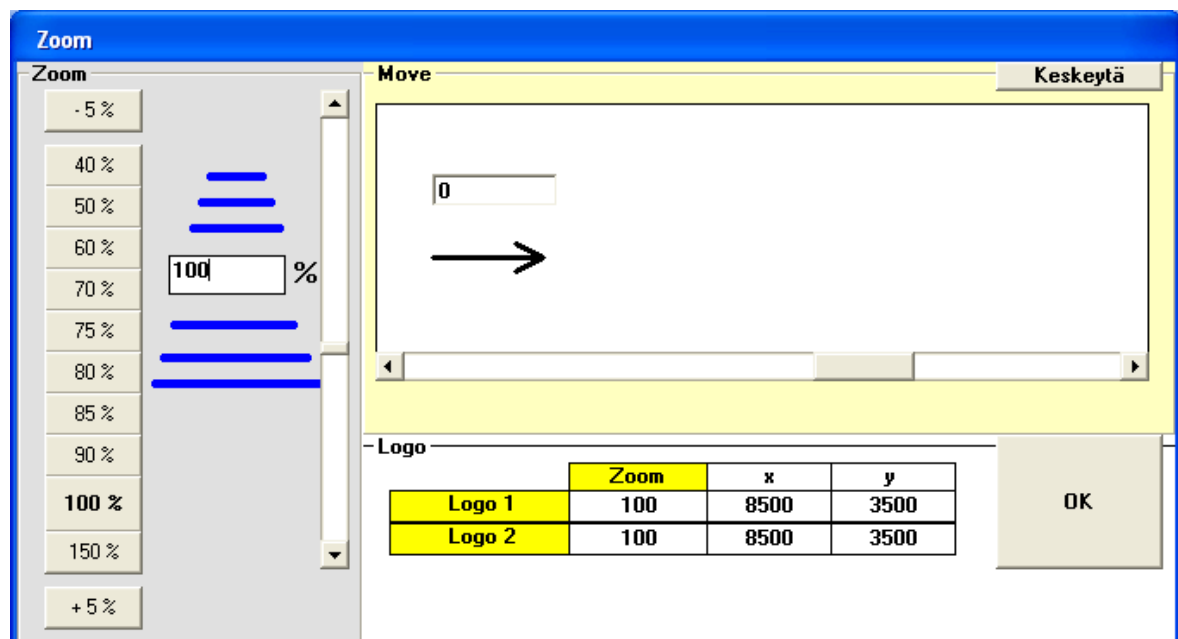 Zoom
Zoom
- 5 %
40 %
50 %
60 %
70 %
75 %
80 %
85 %
90 %
100 %
150 %
+ 5 %
100 %
Move
Keskeytä
0
Logo
Zoom x y
Logo 1 100 8500 3500
Logo 2 100 8500 3500
OK